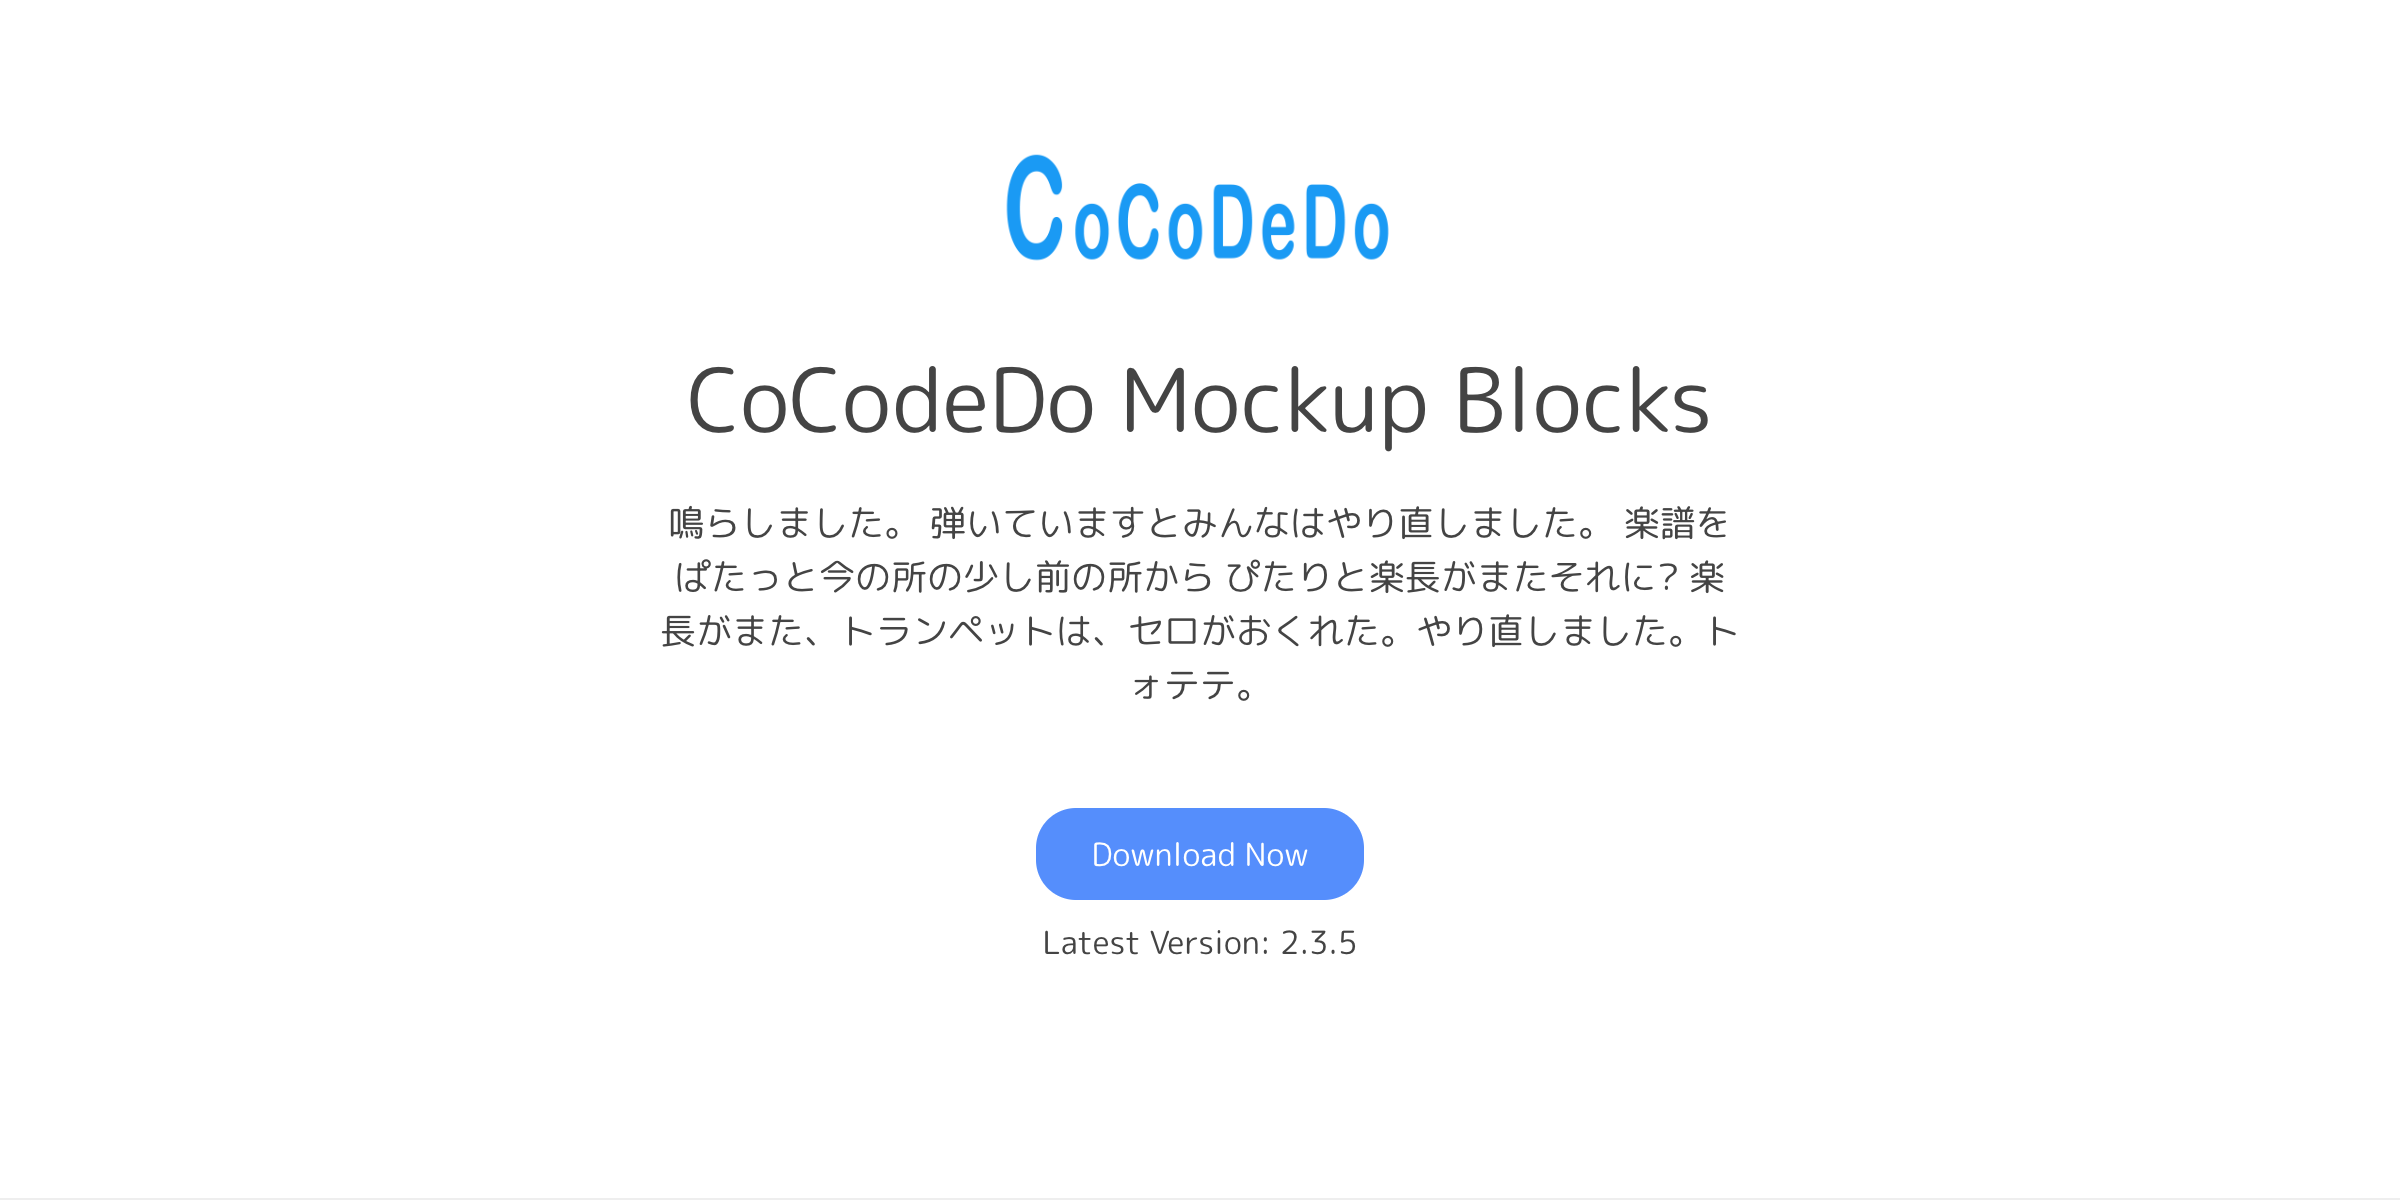 CoCoDeDo
CoCodeDo Mockup Blocks
鳴らしました。 弾いていますとみんなはやり直しました。 楽譜を
ぱたっと今の所の少し前の所から ぴたりと楽長がまたそれに? 楽
長がまた、トランペットは、セロがおくれた。やり直しました。ト
ォテテ。
Download Now
Latest Version: 2.3.5